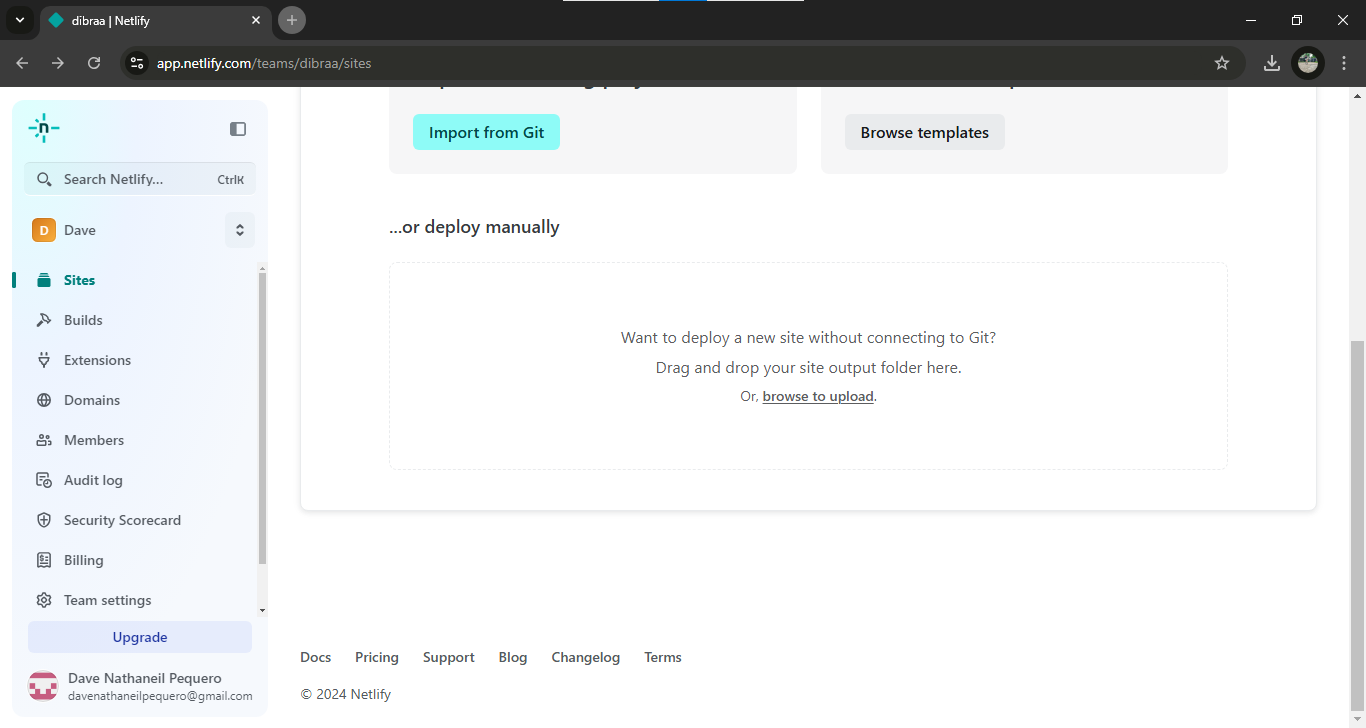 dibraa | Netlify
app.netlify.com/teams/dibraa/sites
n
Search Netlify...
CtrlK
D
Dave
Sites
Builds
Extensions
Domains
Members
Audit log
Security Scorecard
Billing
Team settings
Upgrade
Dave Nathaneil Pequero
davenathaneilpequero@gmail.com
Import from Git
Browse templates
...or deploy manually
Want to deploy a new site without connecting to Git?
Drag and drop your site output folder here.
Or, browse to upload.
Docs Pricing Support Blog Changelog Terms
© 2024 Netlify